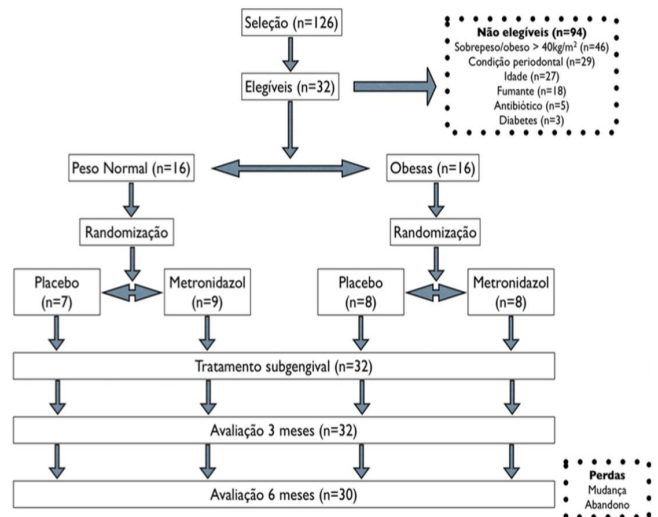 Seleção (n=126)
Não elegíveis (n=94)
Sobrepeso/obeso > 40kg/m² (n=46)
Condição periodontal (n=29)
Idade (n=27)
Fumante (n=18)
Antibiótico (n=5)
Diabetes (n=3)
Elegíveis (n=32)
Peso Normal (n=16)
Obesas (n=16)
Randomização
Randomização
Placebo
(n=7)
Metronidazol
(n=9)
Placebo
(n=8)
Metronidazol
(n=8)
Tratamento subgengival (n=32)
Avaliação 3 meses (n=32)
Avaliação 6 meses (n=30)
Perdas
Mudança
Abandono